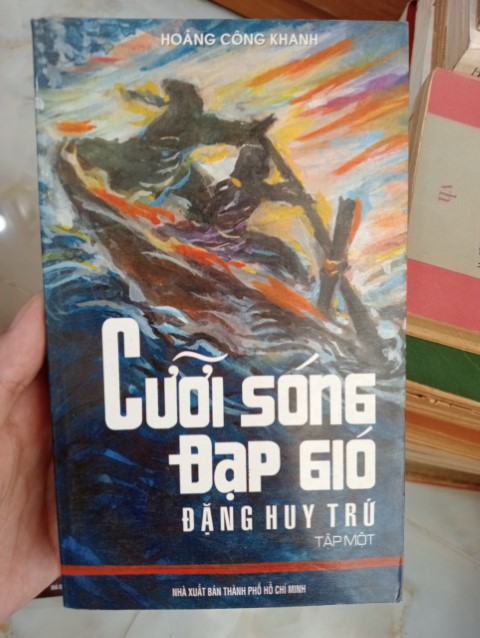 HOÀNG CÔNG KHANH
CƯỠI SÓNG
ĐẠP GIÓ
ĐẶNG HUY TRỨ
TẬP MỘT
NHÀ XUẤT BẢN THÀNH PHỐ HỒ CHÍ MINH